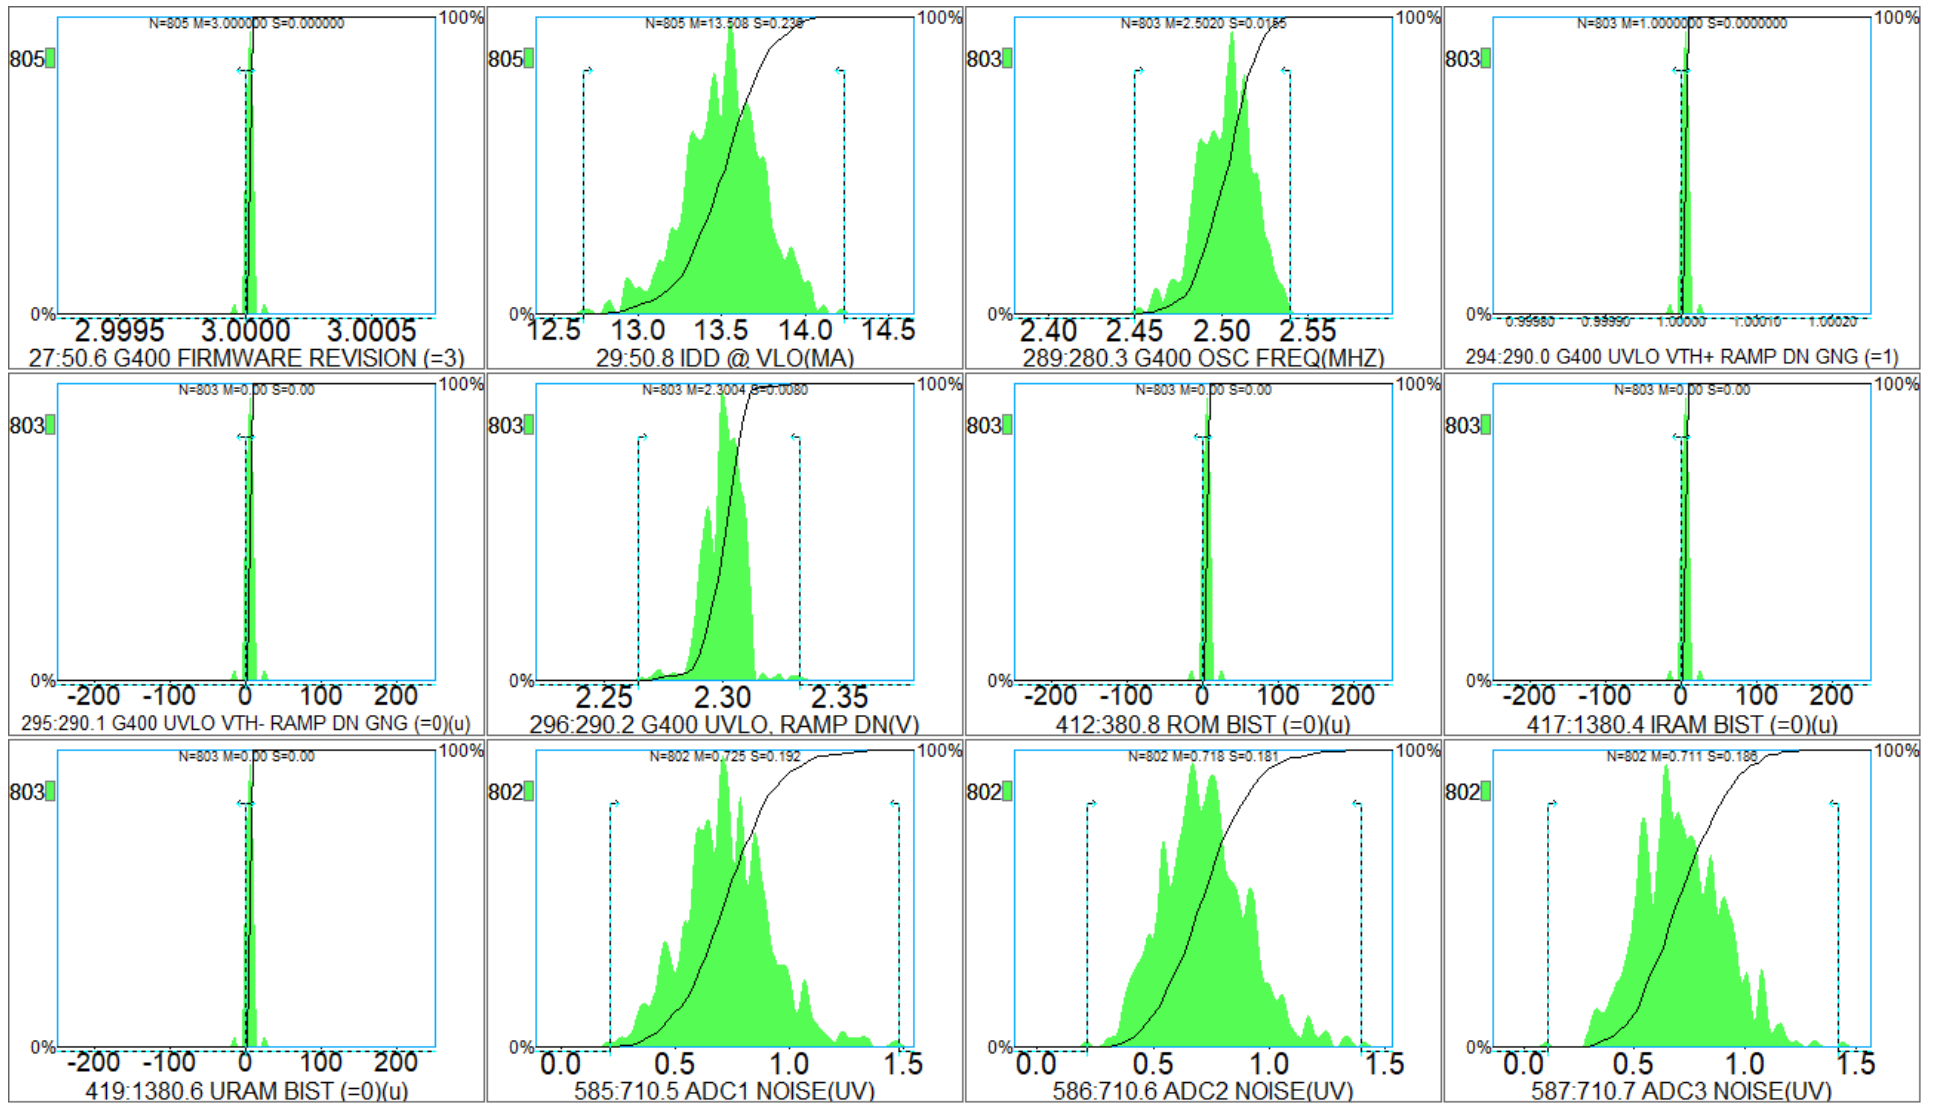 N=805 M=3.000000 S=0.000000
100%
805
0%
2.9995 3.0000 3.0005
27:50.6 G400 FIRMWARE REVISION (=3)
N=805 M=13.508 S=0.236
100%
805
0%
12.5 13.0 13.5 14.0 14.5
29:50.8 IDD @ VLO(MA)
N=803 M=2.5020 S=0.0155
100%
803
0%
2.40 2.45 2.50 2.55
289:280.3 G400 OSC FREQ(MHZ)
N=803 M=1.0000000 S=0.0000000
100%
803
0%
0.99980 0.99990 1.00000 1.00010 1.00020
294:290.0 G400 UVLO VTH+ RAMP DN GNG (=1)
N=803 M=0.00 S=0.00
100%
803
0%
-200 -100 0 100 200
295:290.1 G400 UVLO VTH- RAMP DN GNG (=0)(u)
N=803 M=2.3004 S=0.0080
100%
803
0%
2.25 2.30 2.35
296:290.2 G400 UVLO, RAMP DN(V)
N=803 M=0.00 S=0.00
100%
803
0%
-200 -100 0 100 200
412:380.8 ROM BIST (=0)(u)
N=803 M=0.00 S=0.00
100%
803
0%
-200 -100 0 100 200
417:1380.4 IRAM BIST (=0)(u)
N=803 M=0.00 S=0.00
100%
803
0%
-200 -100 0 100 200
419:1380.6 URAM BIST (=0)(u)
N=802 M=0.725 S=0.192
100%
802
0%
0.0 0.5 1.0 1.5
585:710.5 ADC1 NOISE(UV)
N=802 M=0.718 S=0.181
100%
802
0%
0.0 0.5 1.0 1.5
586:710.6 ADC2 NOISE(UV)
N=802 M=0.711 S=0.186
100%
802
0%
0.0 0.5 1.0 1.5
587:710.7 ADC3 NOISE(UV)